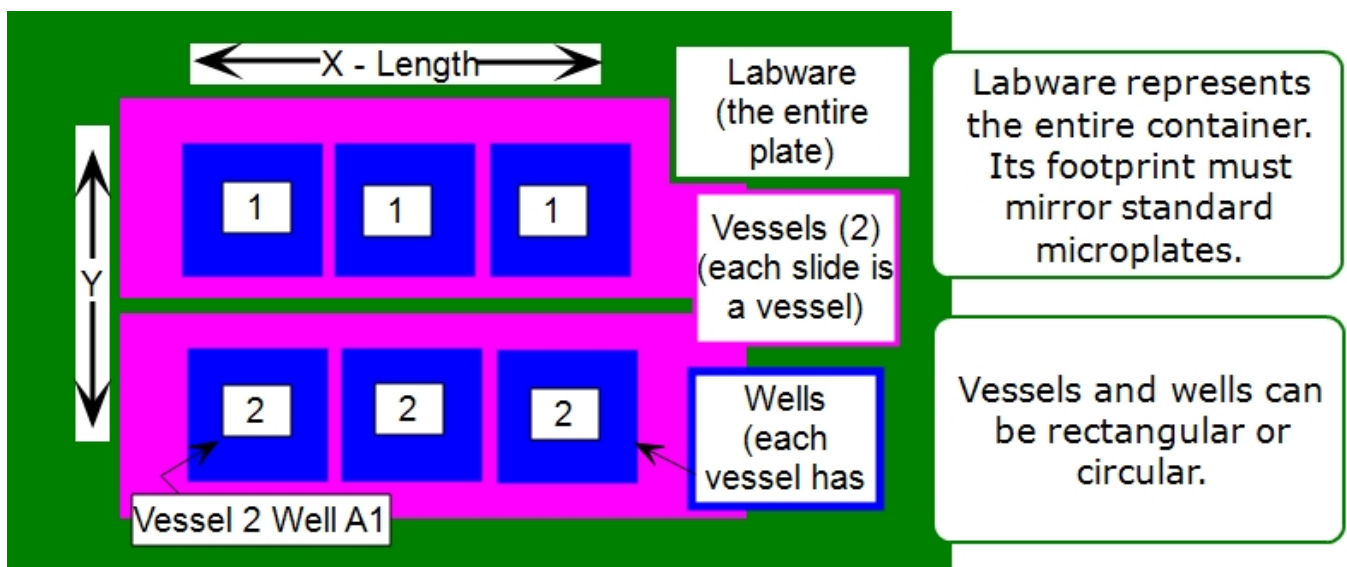 X - Length
Labware
(the entire
plate)
Labware represents
the entire container.
Its footprint must
mirror standard
microplates.
1
1
1
Vessels (2)
(each slide is
a vessel)
Y
2
2
2
Wells
(each
vessel has
Vessels and wells can
be rectangular or
circular.
Vessel 2 Well A1